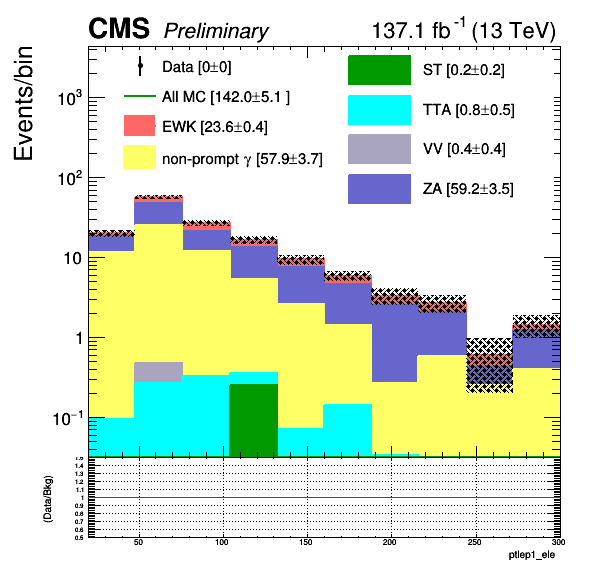 CMS Preliminary 137.1 fb⁻¹ (13 TeV)
Events/bin
Data [0±0]
All MC [142.0±5.1 ]
EWK [23.6±0.4]
non-prompt γ [57.9±3.7]
ST [0.2±0.2]
TTA [0.8±0.5]
VV [0.4±0.4]
ZA [59.2±3.5]
10³
10²
10
1
10⁻¹
(Data/Bkg)
1.5
1.4
1.3
1.2
1.1
1
0.9
0.8
0.7
0.6
0.5
50 100 150 200 250 300
ptlep1_ele